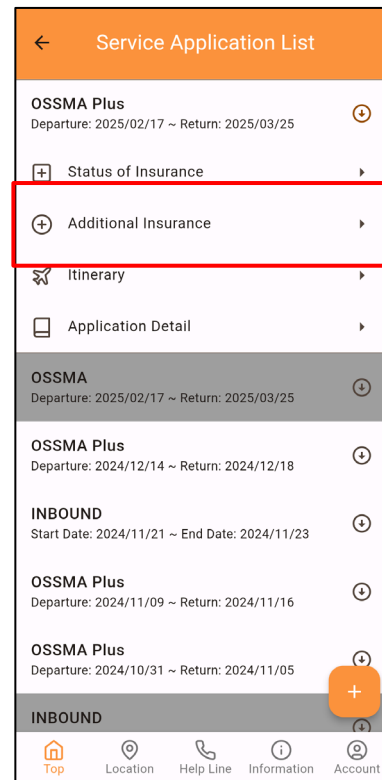 Service Application List
OSSMA Plus
Departure: 2025/02/17 ~ Return: 2025/03/25
Status of Insurance
Additional Insurance
Itinerary
Application Detail
OSSMA
Departure: 2025/02/17 ~ Return: 2025/03/25
OSSMA Plus
Departure: 2024/12/14 ~ Return: 2024/12/18
INBOUND
Start Date: 2024/11/21 ~ End Date: 2024/11/23
OSSMA Plus
Departure: 2024/11/09 ~ Return: 2024/11/16
OSSMA Plus
Departure: 2024/10/31 ~ Return: 2024/11/05
INBOUND
Top Location Help Line Information Account